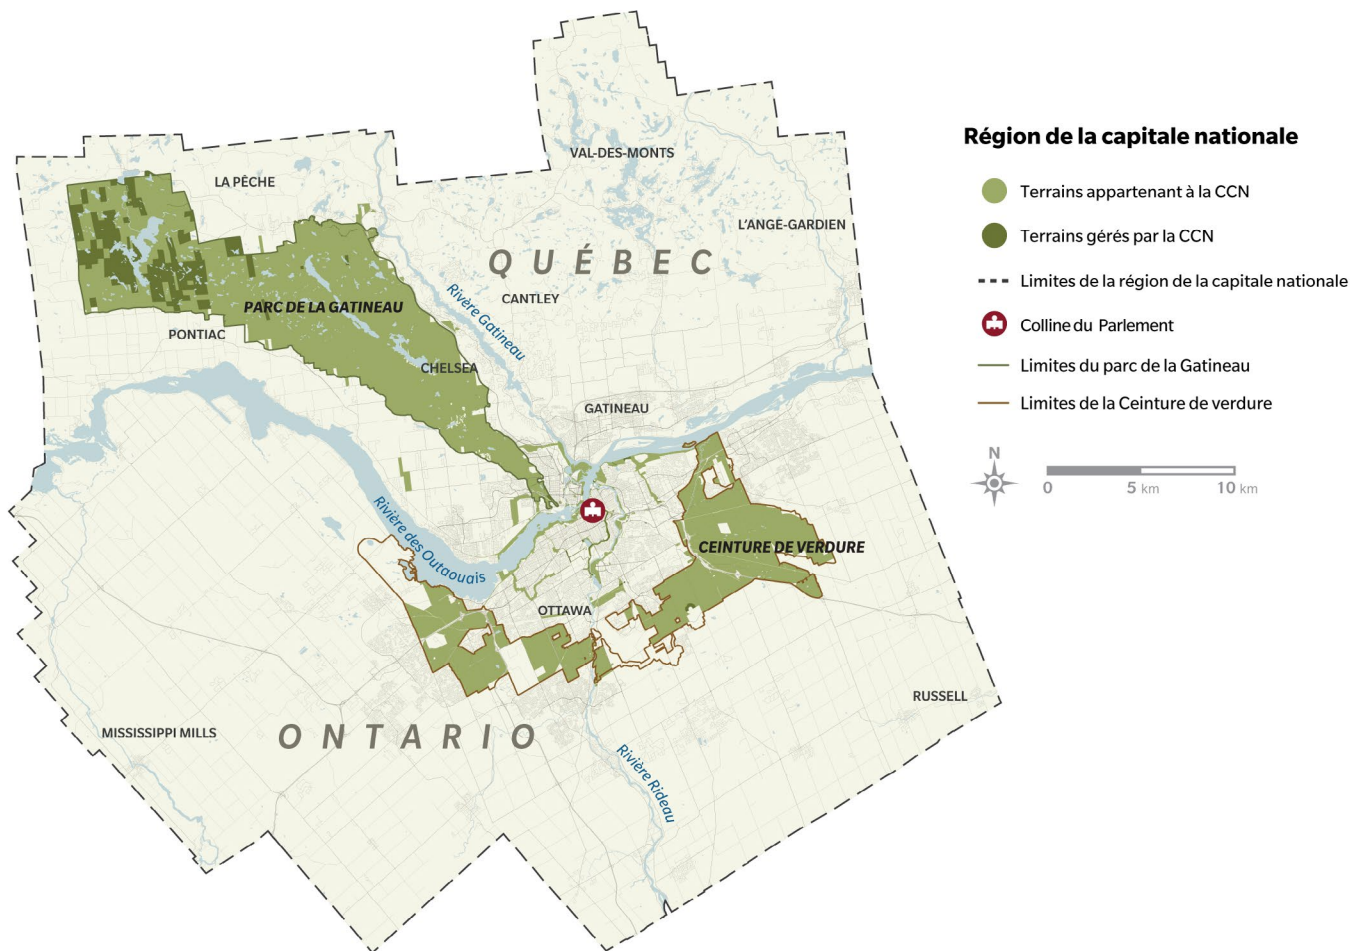 VAL-DES-MONTS
LA PÊCHE
L'ANGE-GARDIEN
QUÉBEC
CANTLEY
Rivère Gatineau
PARC DE LA GATINEAU
PONTIAC
CHELSEA
GATINEAU
Rivière des Outaouais
CEINTURE DE VERDURE
OTTAWA
RUSSELL
MISSISSIPPI MILLS
ONTARIO
Rivière Rideau
Région de la capitale nationale
Terrains appartenant à la CCN
Terrains gérés par la CCN
Limites de la région de la capitale nationale
Colline du Parlement
Limites du parc de la Gatineau
Limites de la Ceinture de verdure
N
0 5 km 10 km